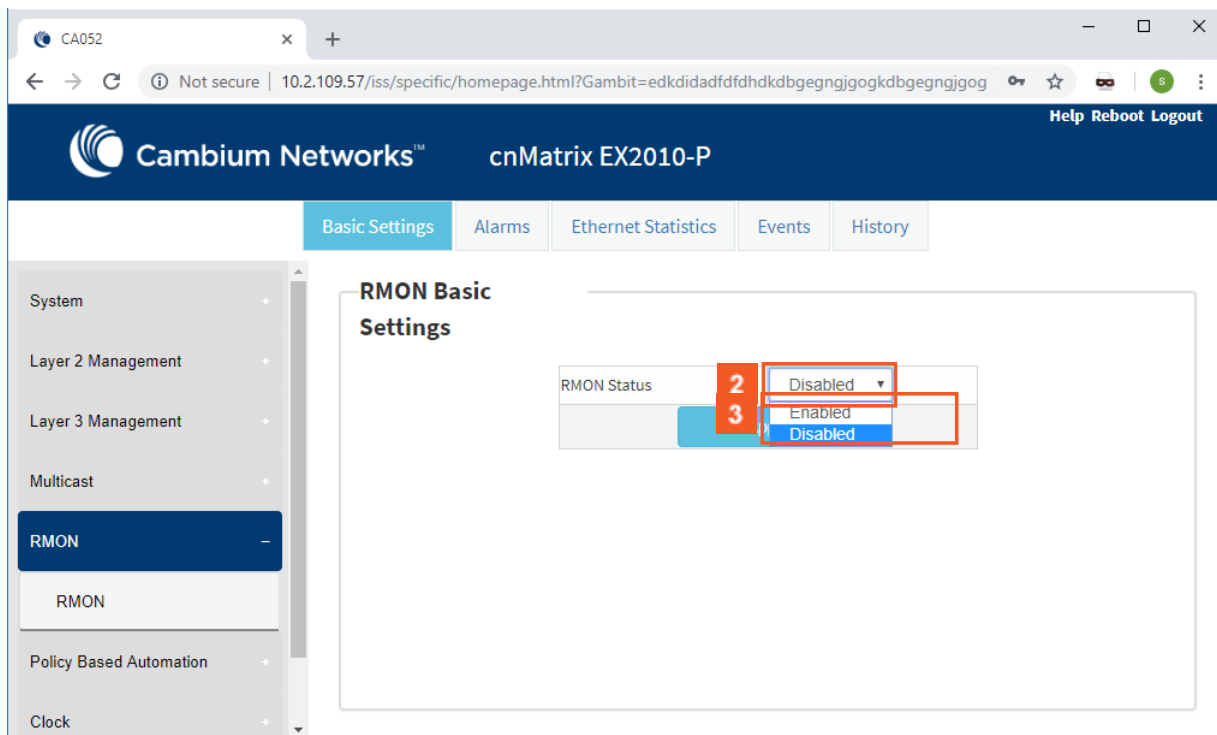 CA052
Not secure | 10.2.109.57/iss/specific/homepage.html?Gambit=edkdidadfdfdhdkdbgegngjgogkdbgegngjgog
S
Help Reboot Logout
Cambium Networks™ cnMatrix EX2010-P
Basic Settings Alarms Ethernet Statistics Events History
System
Layer 2 Management
Layer 3 Management
Multicast
RMON
RMON
Policy Based Automation
Clock
RMON Basic
Settings
RMON Status 2 Disabled
3 Enabled
Disabled